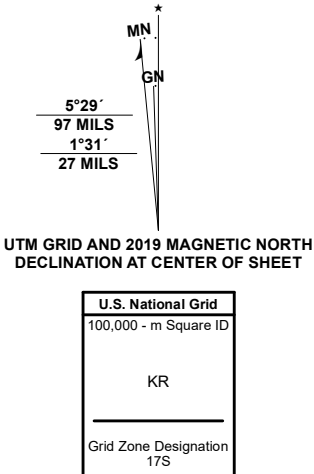 ★
MN
GN
5°29´
97 MILS
1°31´
27 MILS
UTM GRID AND 2019 MAGNETIC NORTH
DECLINATION AT CENTER OF SHEET
U.S. National Grid
100,000 - m Square ID
KR
Grid Zone Designation
17S